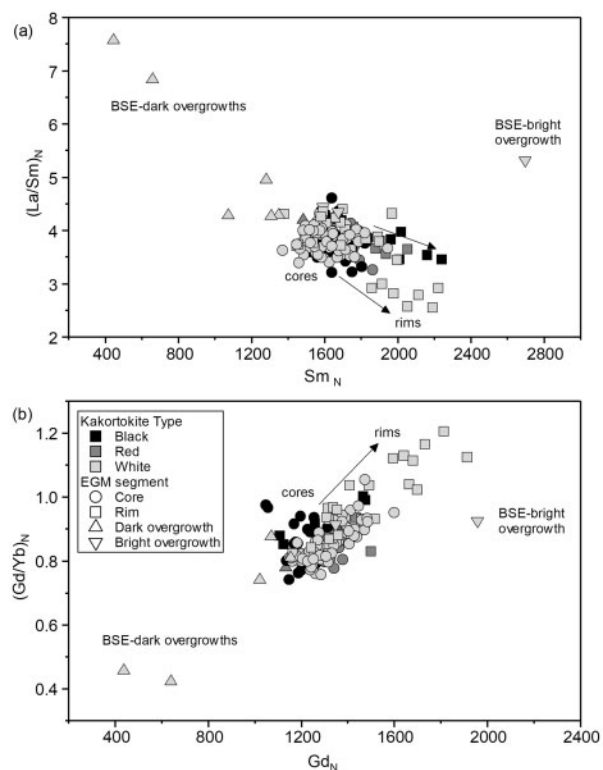 (a)
8
7
6
5
4
3
2
(La/Sm)N
BSE-dark overgrowths
BSE-bright
overgrowth
cores
rims
400
800
1200
1600
2000
2400
2800
SmN
(b)
1.2
1.0
0.8
0.6
0.4
(Gd/Yb)N
Kakortokite Type
Black
Red
White
EGM segment
Core
Rim
Dark overgrowth
Bright overgrowth
rims
cores
BSE-bright
overgrowth
BSE-dark overgrowths
400
800
1200
1600
2000
2400
GdN